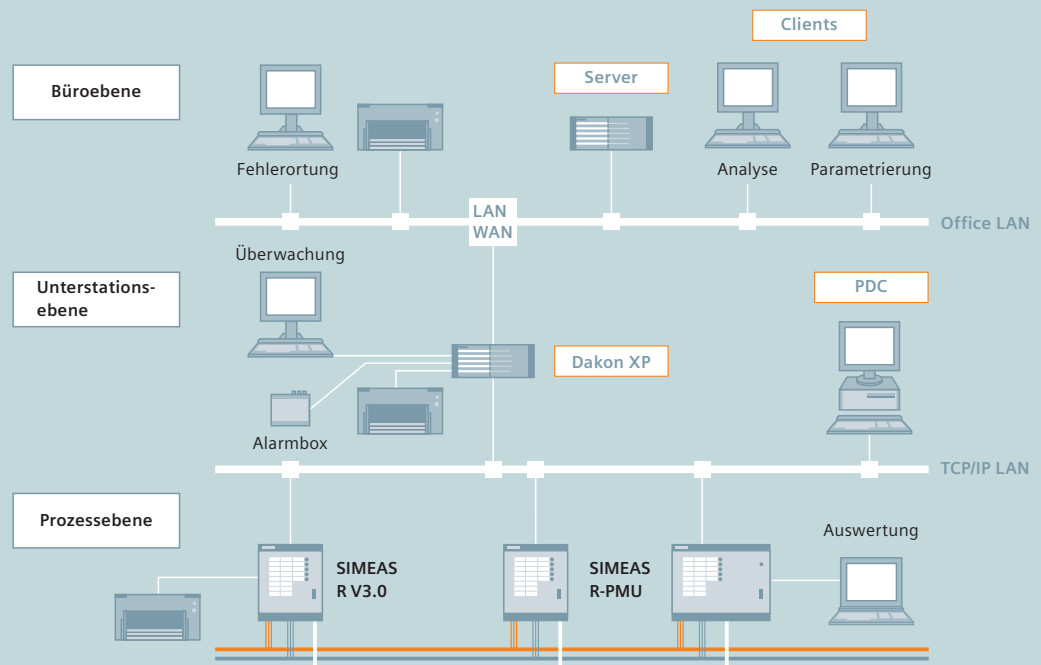 Clients
Büroebene
Server
Fehlerortung
Analyse
Parametrierung
LAN
WAN
Office LAN
Überwachung
Unterstations-
ebene
PDC
Dakon XP
Alarmbox
TCP/IP LAN
Prozessebene
Auswertung
SIMEAS
R V3.0
SIMEAS
R-PMU